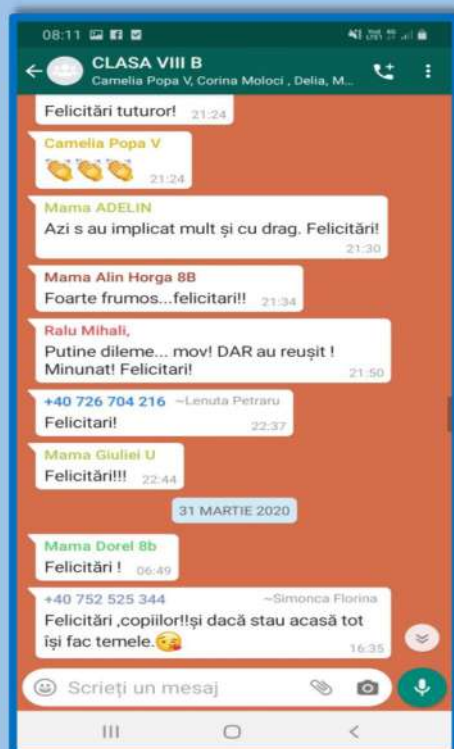 08:11
CLASA VIII B
Camelia Popa V, Corina Moloci , Delia, M...
Felicitări tuturor! 21:24
Camelia Popa V
👏👏👏 21:24
Mama ADELIN
Azi s au implicat mult și cu drag. Felicitări!
21:30
Mama Alin Horga 8B
Foarte frumos...felicitari!! 21:34
Ralu Mihali,
Putine dileme... mov! DAR au reușit !
Minunat! Felicitari! 21:50
+40 726 704 216 ~Lenuta Petraru
Felicitari! 22:37
Mama Giuliei U
Felicitări!!! 22:44
31 MARTIE 2020
Mama Dorel 8b
Felicitări ! 06:49
+40 752 525 344 ~Simonca Florina
Felicitări ,copiilor!!și dacă stau acasă tot
își fac temele.😘 16:35
Scrieți un mesaj